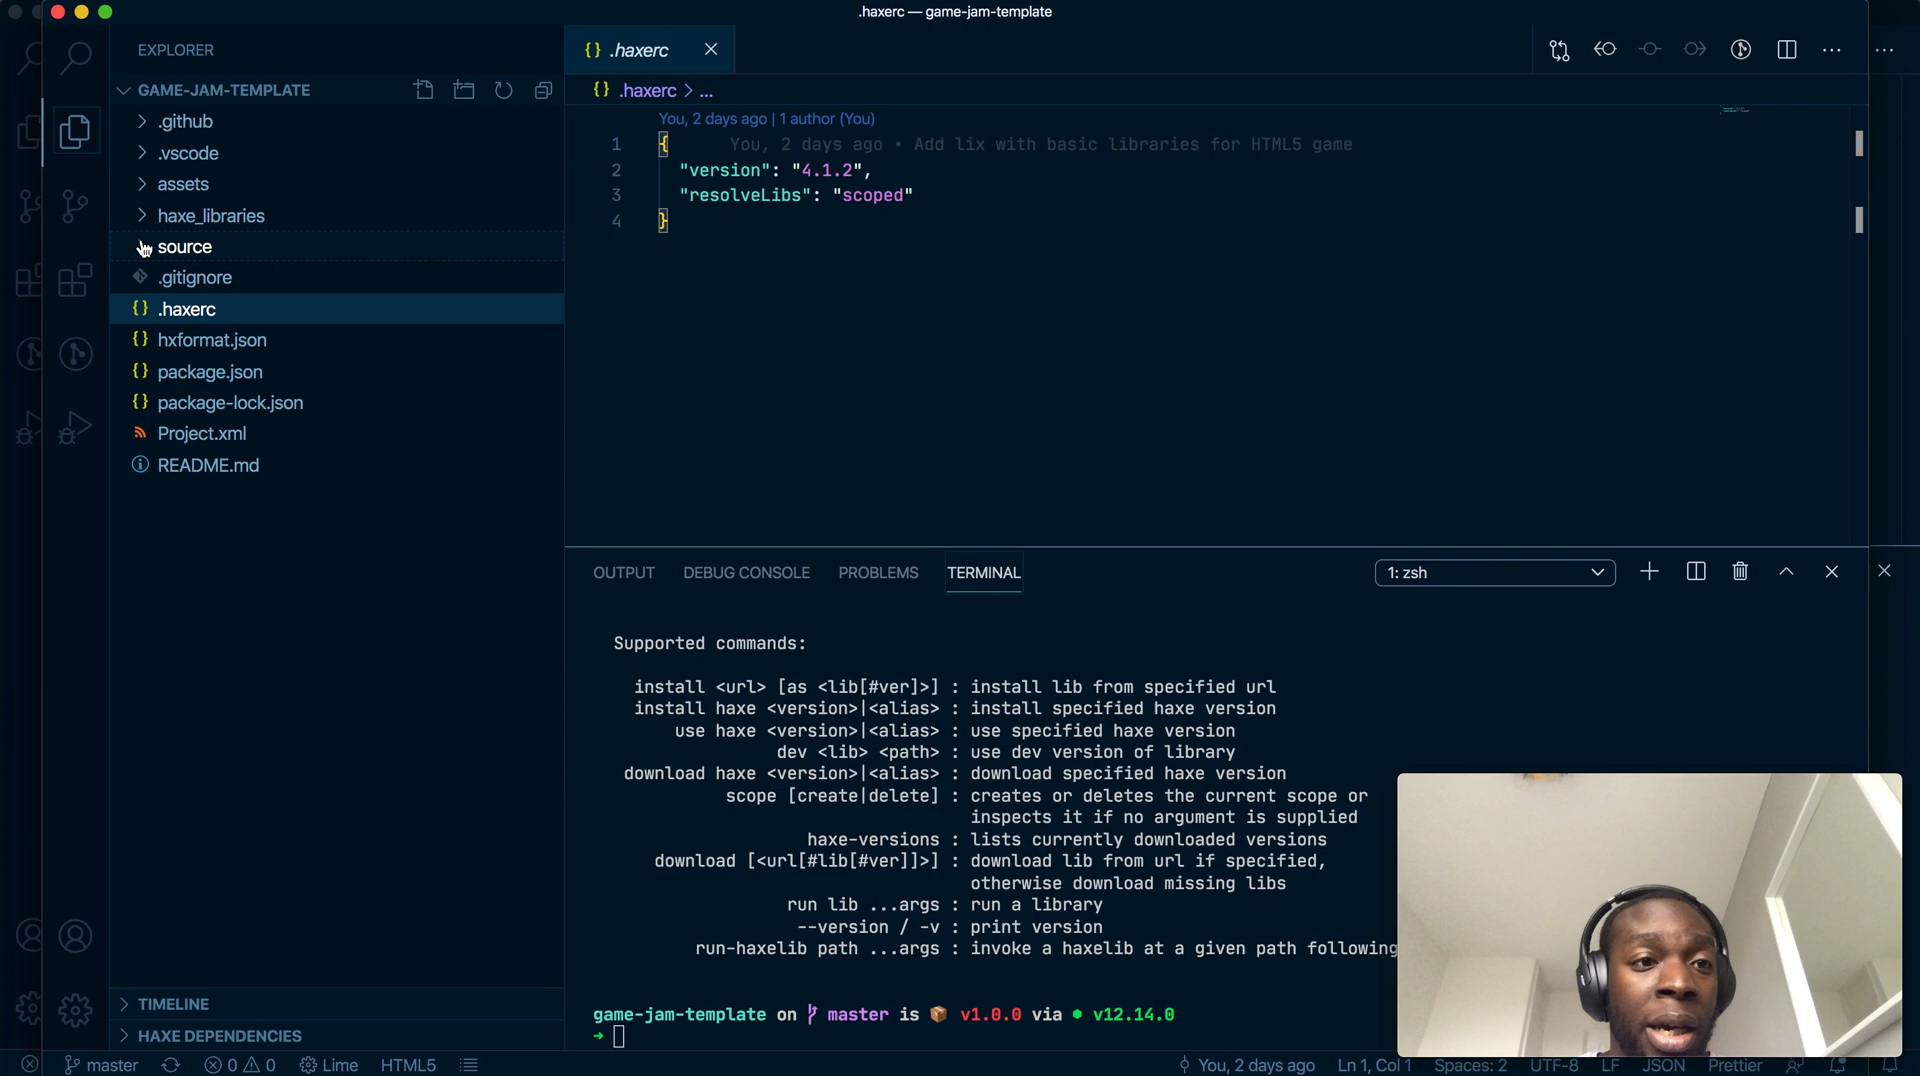 .haxerc — game-jam-template
EXPLORER
GAME-JAM-TEMPLATE
.github
.vscode
assets
haxe_libraries
source
.gitignore
.haxerc
hxformat.json
package.json
package-lock.json
Project.xml
README.md
TIMELINE
HAXE DEPENDENCIES
{} .haxerc
{} .haxerc > ...
You, 2 days ago | 1 author (You)
1 { You, 2 days ago • Add lix with basic libraries for HTML5 game
2 "version": "4.1.2",
3 "resolveLibs": "scoped"
4 }
OUTPUT DEBUG CONSOLE PROBLEMS TERMINAL 1: zsh
Supported commands:
install <url> [as <lib[#ver]>] : install lib from specified url
install haxe <version>|<alias> : install specified haxe version
use haxe <version>|<alias> : use specified haxe version
dev <lib> <path> : use dev version of library
download haxe <version>|<alias> : download specified haxe version
scope [create|delete] : creates or deletes the current scope or
inspects it if no argument is supplied
haxe-versions : lists currently downloaded versions
download [<url[#lib[#ver]]>] : download lib from url if specified,
otherwise download missing libs
run lib ...args : run a library
--version / -v : print version
run-haxelib path ...args : invoke a haxelib at a given path following
game-jam-template on master is 📦 v1.0.0 via ● v12.14.0
➜
master 0 0 Lime HTML5 You, 2 days ago Ln 1, Col 1 Spaces: 2 UTF-8 LF JSON Prettier